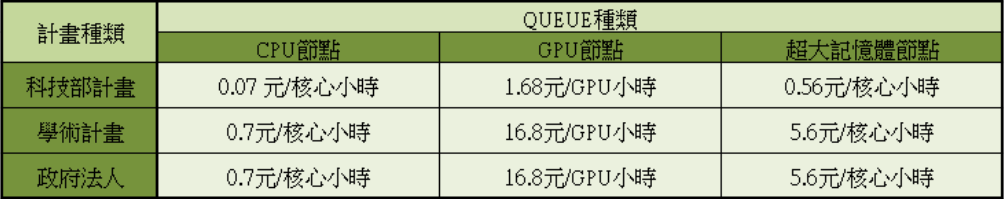 計畫種類 QUEUE種類
CPU節點 GPU節點 超大記憶體節點
科技部計畫 0.07 元/核心小時 1.68元/GPU小時 0.56元/核心小時
學術計畫 0.7元/核心小時 16.8元/GPU小時 5.6元/核心小時
政府法人 0.7元/核心小時 16.8元/GPU小時 5.6元/核心小時